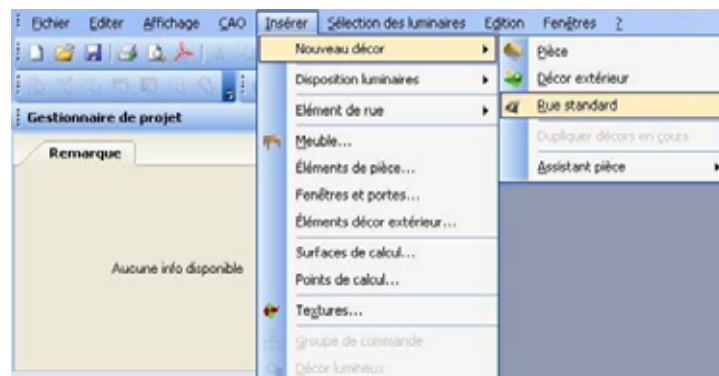 Fichier Editer Affichage CAO Insérer Sélection des luminaires Edition Fenêtres ?
Nouveau décor
Disposition luminaires
Elément de rue
Meuble...
Éléments de pièce...
Fenêtres et portes...
Éléments décor extérieur...
Surfaces de calcul...
Points de calcul...
Textures...
Groupe de commande
Décor lumineux
Pièce
Décor extérieur
Rue standard
Dupliquer décors en cours
Assistant pièce
Gestionnaire de projet
Remarque
Aucune info disponible